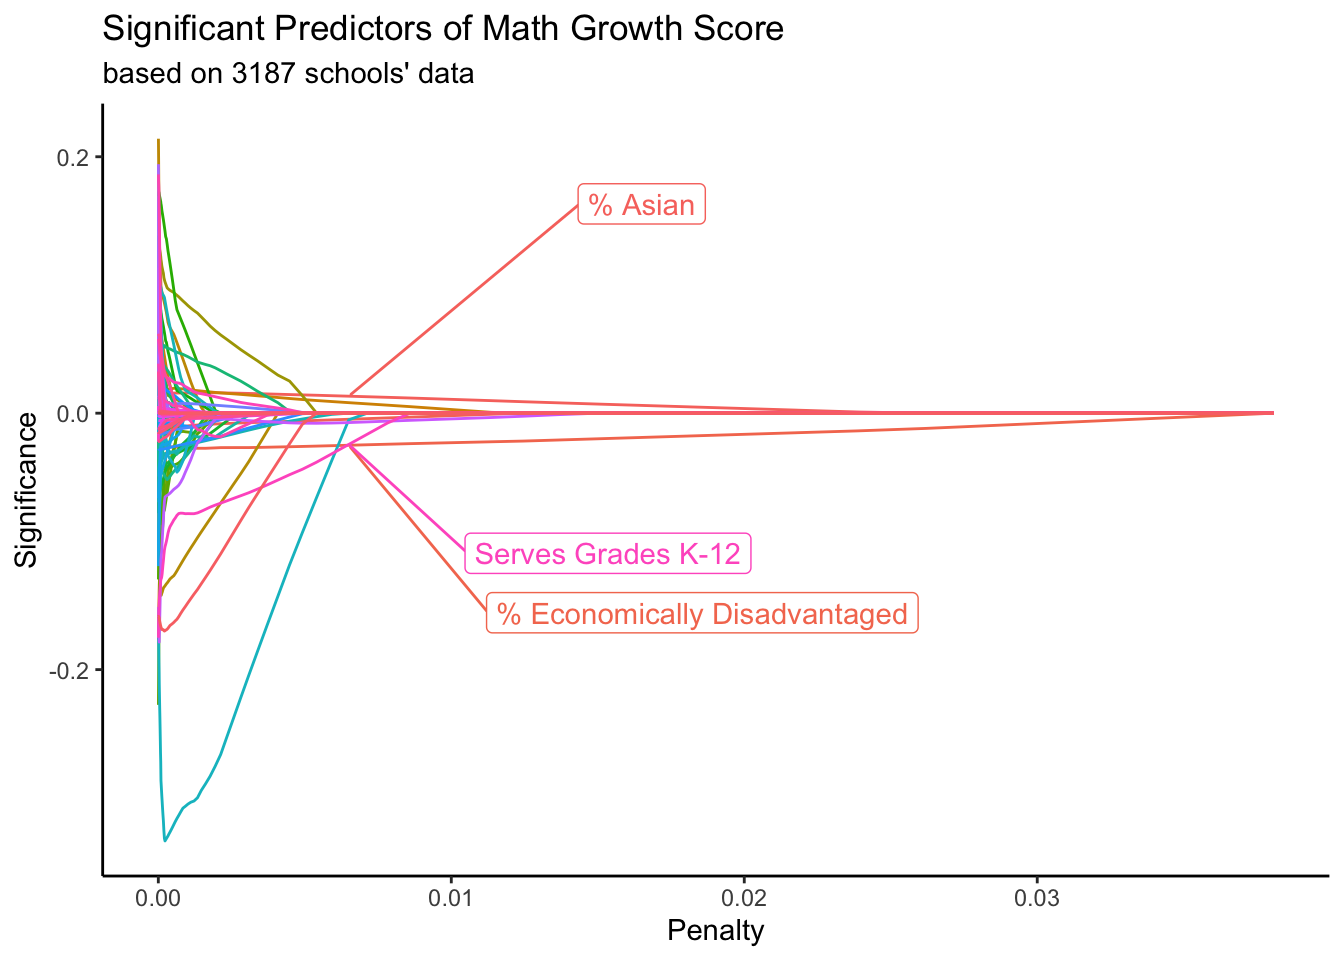 Significant Predictors of Math Growth Score
based on 3187 schools' data
0.2
0.0
-0.2
Significance
% Asian
Serves Grades K-12
% Economically Disadvantaged
0.00
0.01
0.02
0.03
Penalty